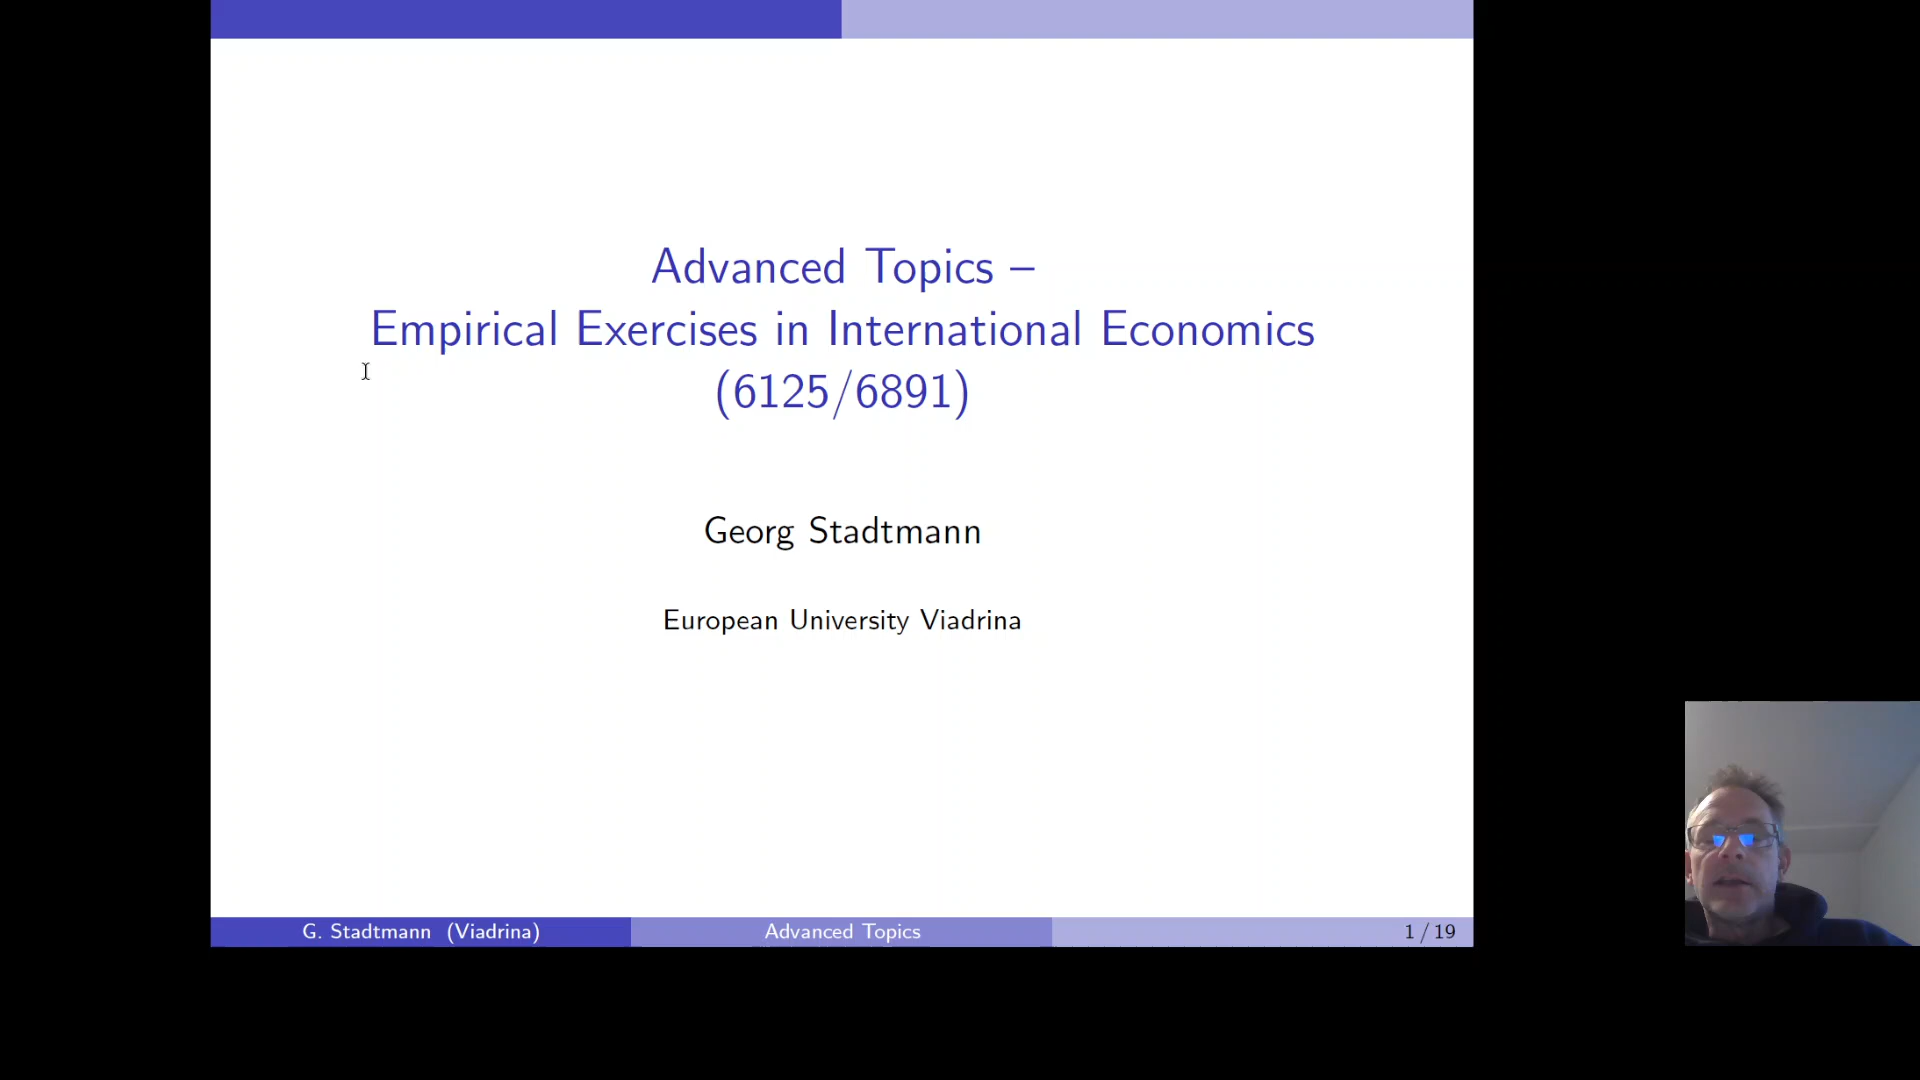 Advanced Topics –
Empirical Exercises in International Economics
(6125/6891)
Georg Stadtmann
European University Viadrina
G. Stadtmann (Viadrina)
Advanced Topics
1 / 19